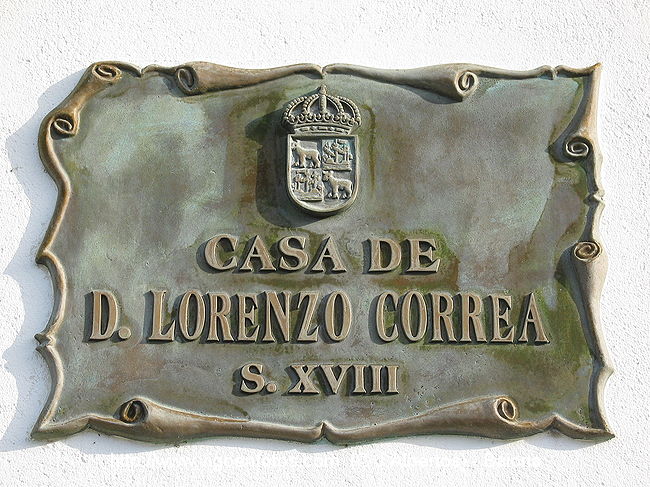 CASA DE
D. LORENZO CORREA
S. XVIII